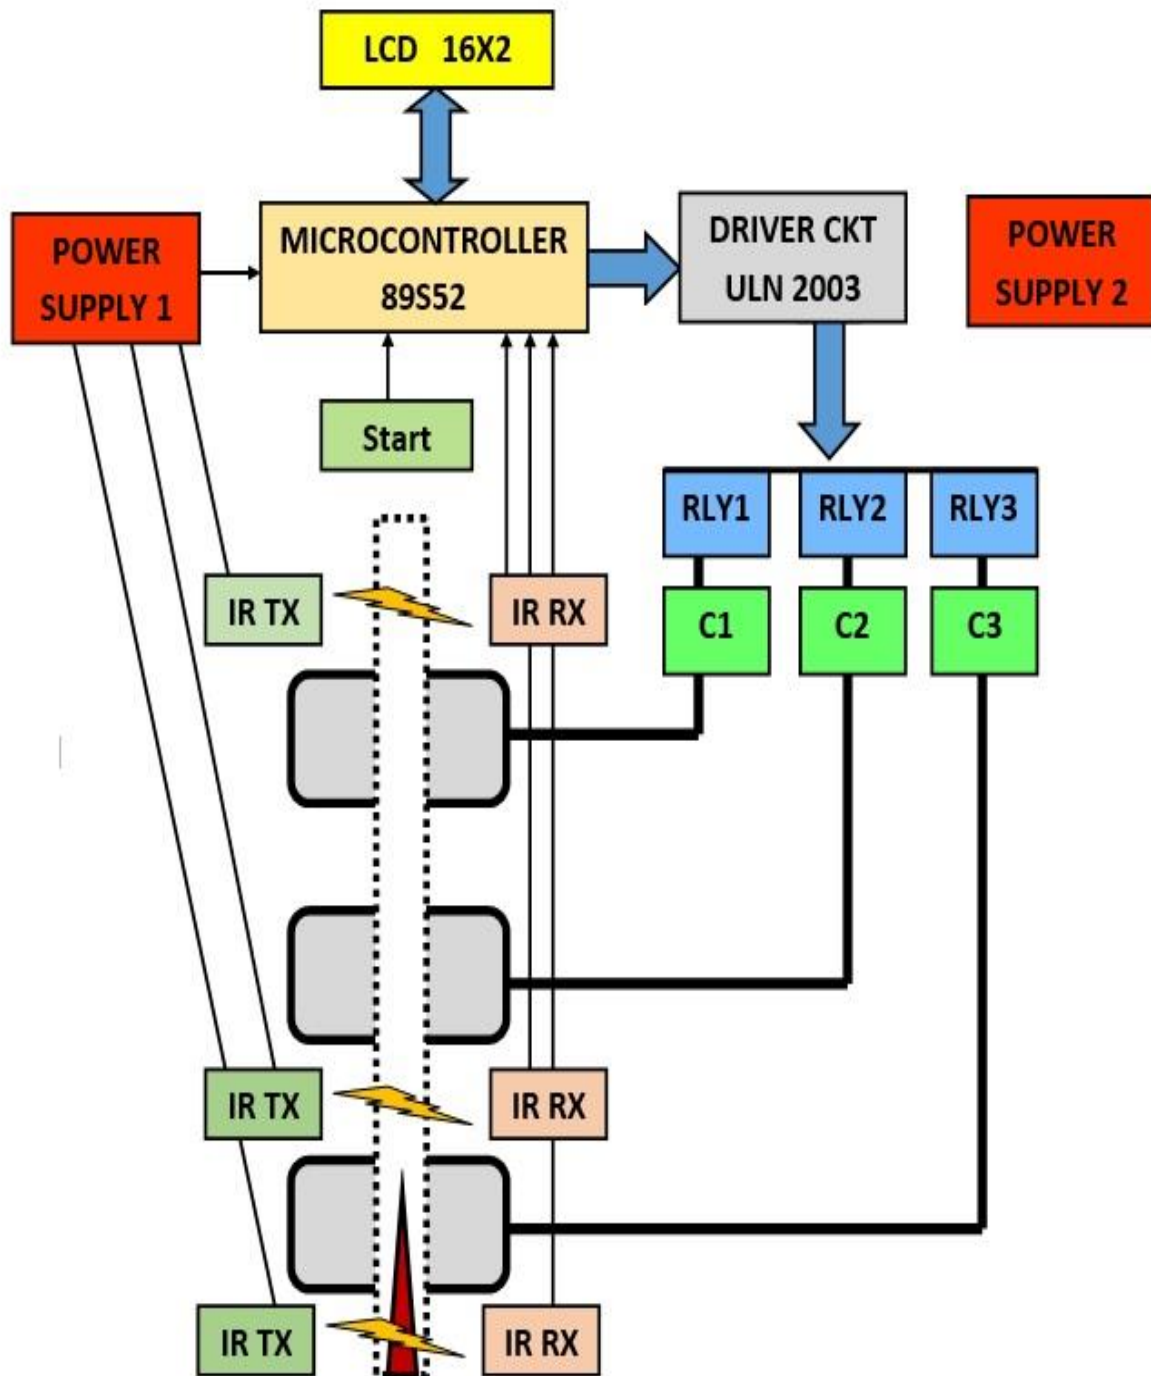 LCD 16X2
POWER
SUPPLY 1
MICROCONTROLLER
89S52
DRIVER CKT
ULN 2003
POWER
SUPPLY 2
Start
RLY1
RLY2
RLY3
IR TX
IR RX
C1
C2
C3
IR TX
IR RX
IR TX
IR RX